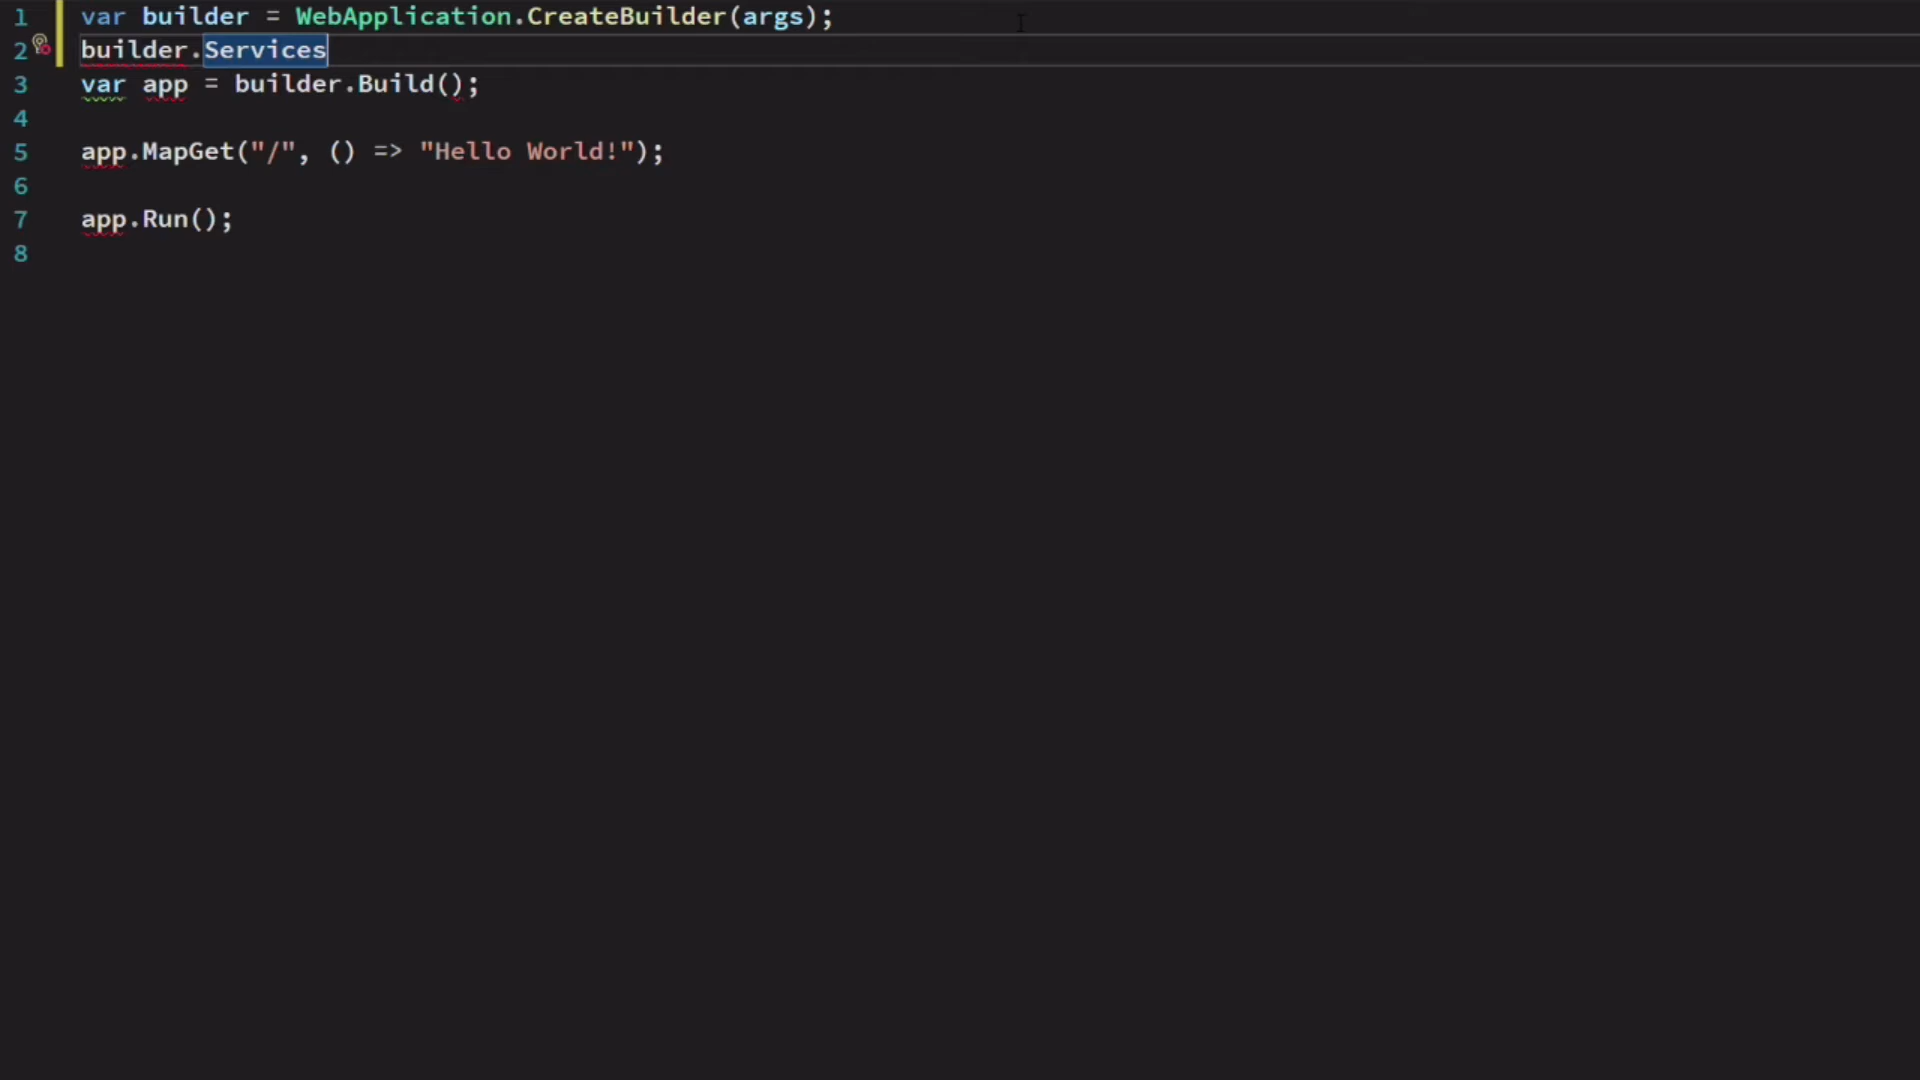 1 var builder = WebApplication.CreateBuilder(args);
2 builder.Services
3 var app = builder.Build();
4
5 app.MapGet("/", () => "Hello World!");
6
7 app.Run();
8